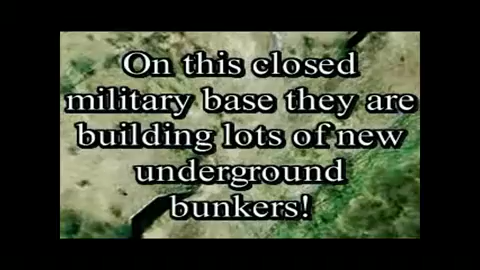 On this closed
military base they are
building lots of new
underground
bunkers!